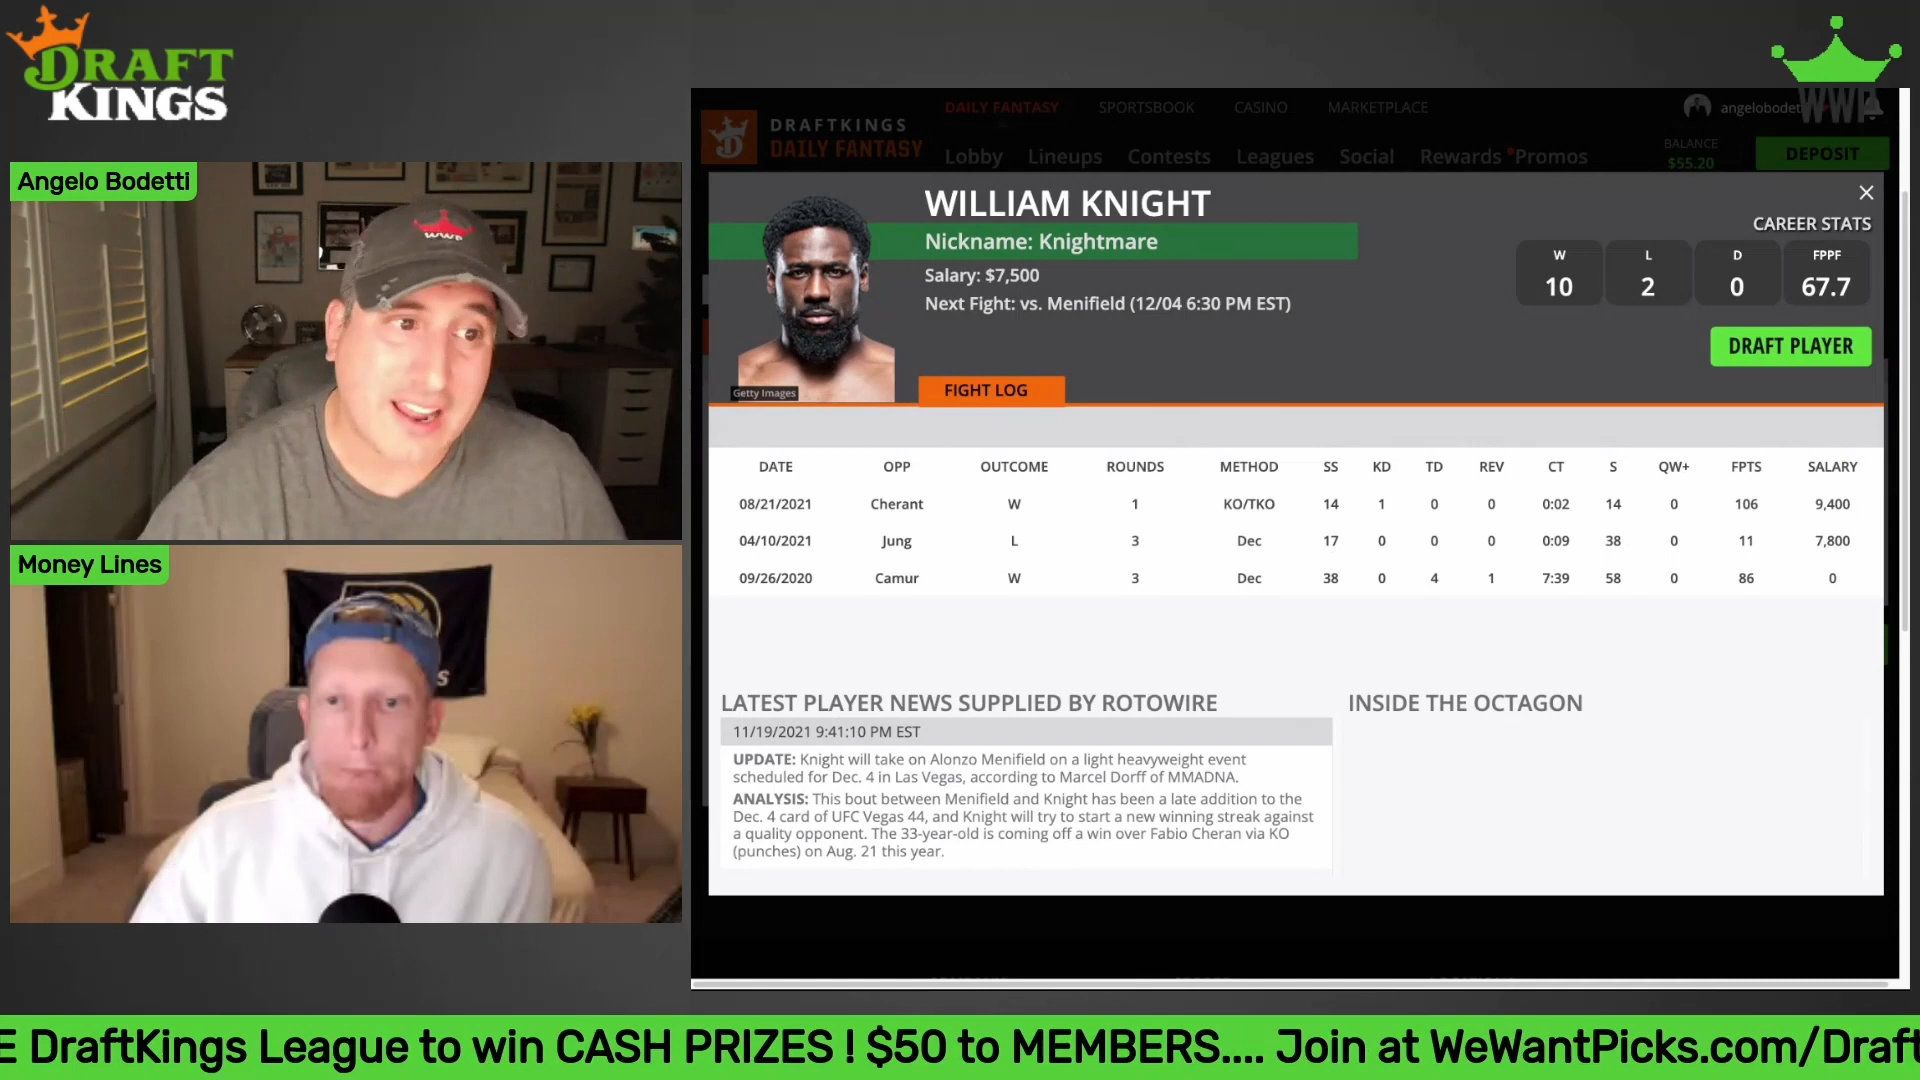 DRAFT
KINGS
WWP
Angelo Bodetti
WWP
Money Lines
DRAFTKINGS
DAILY FANTASY
DAILY FANTASY SPORTSBOOK CASINO MARKETPLACE
Lobby Lineups Contests Leagues Social Rewards Promos
BALANCE
$55.20
DEPOSIT
WILLIAM KNIGHT
Nickname: Knightmare
Salary: $7,500
Next Fight: vs. Menifield (12/04 6:30 PM EST)
Getty Images
CAREER STATS
W L D FPPF
10 2 0 67.7
DRAFT PLAYER
FIGHT LOG
DATE OPP OUTCOME ROUNDS METHOD SS KD TD REV CT S QW+ FPTS SALARY
08/21/2021 Cherant W 1 KO/TKO 14 1 0 0 0:02 14 0 106 9,400
04/10/2021 Jung L 3 Dec 17 0 0 0 0:09 38 0 11 7,800
09/26/2020 Camur W 3 Dec 38 0 4 1 7:39 58 0 86 0
LATEST PLAYER NEWS SUPPLIED BY ROTOWIRE
11/19/2021 9:41:10 PM EST
UPDATE: Knight will take on Alonzo Menifield on a light heavyweight event
scheduled for Dec. 4 in Las Vegas, according to Marcel Dorff of MMADNA.
ANALYSIS: This bout between Menifield and Knight has been a late addition to the
Dec. 4 card of UFC Vegas 44, and Knight will try to start a new winning streak against
a quality opponent. The 33-year-old is coming off a win over Fabio Cheran via KO
(punches) on Aug. 21 this year.
INSIDE THE OCTAGON
E DraftKings League to win CASH PRIZES ! $50 to MEMBERS.... Join at WeWantPicks.com/Draft